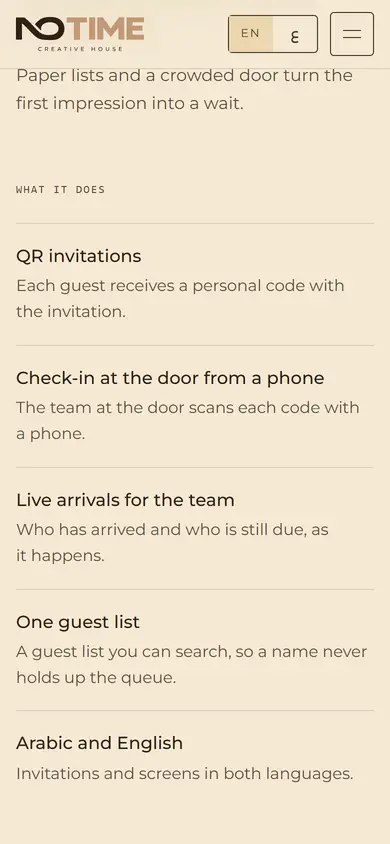 NOTIME
CREATIVE HOUSE
EN
ع
Paper lists and a crowded door turn the
first impression into a wait.
WHAT IT DOES
QR invitations
Each guest receives a personal code with
the invitation.
Check-in at the door from a phone
The team at the door scans each code with
a phone.
Live arrivals for the team
Who has arrived and who is still due, as
it happens.
One guest list
A guest list you can search, so a name never
holds up the queue.
Arabic and English
Invitations and screens in both languages.